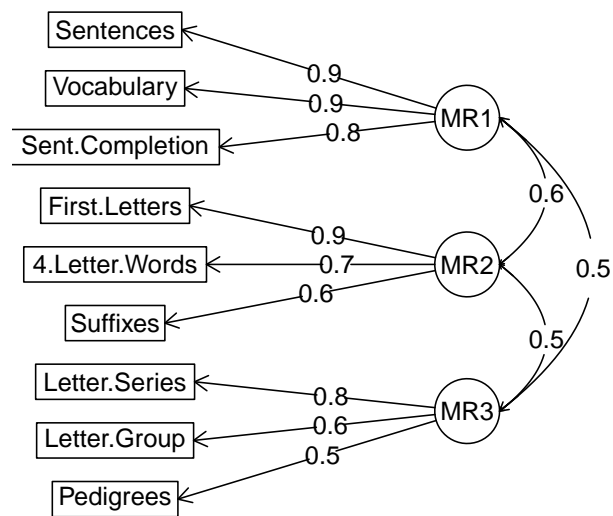 Sentences
0.9
Vocabulary
0.9
MR1
Sent.Completion
0.8
0.6
First.Letters
0.9
4.Letter.Words
0.7
MR2
0.5
Suffixes
0.6
0.5
Letter.Series
0.8
MR3
Letter.Group
0.6
Pedigrees
0.5